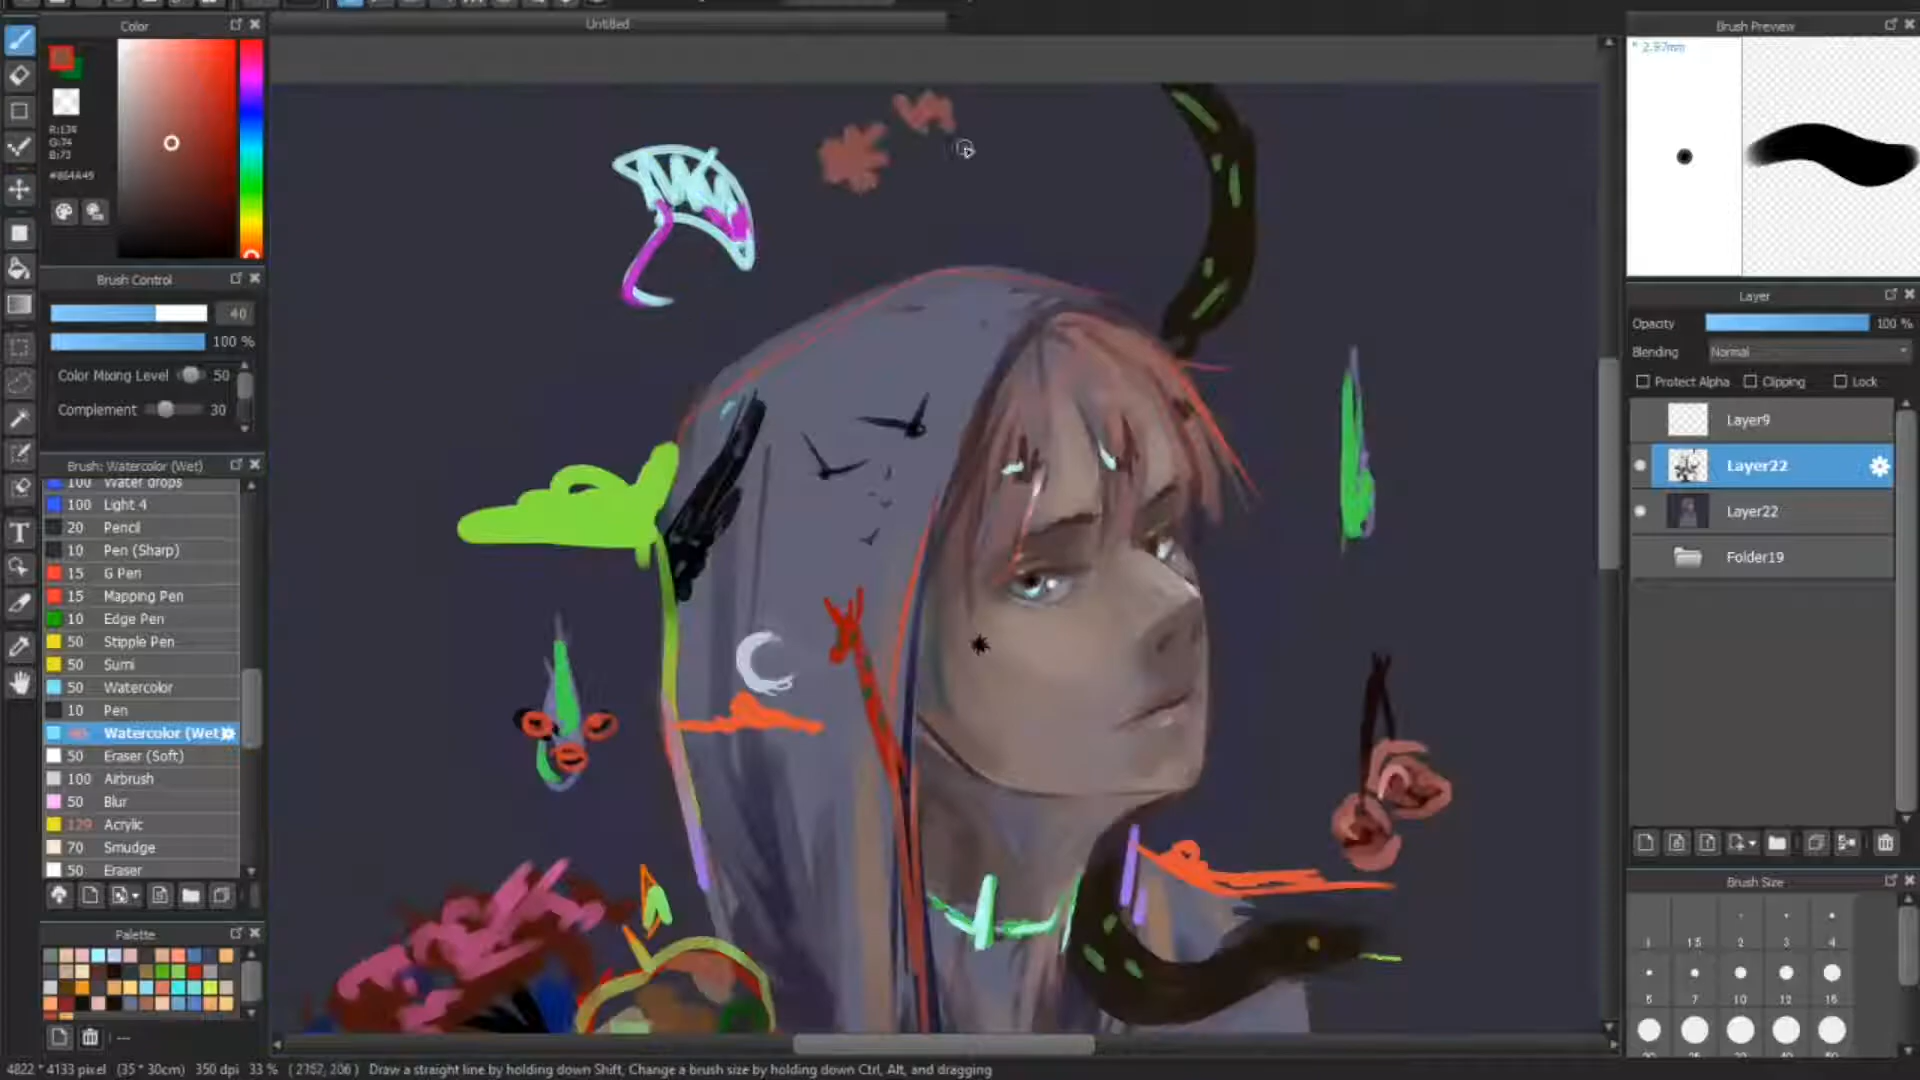 Color
Untitled
Brush Preview
* 2.97mm
R:134
G:74
B:73
#864A49
Brush Control
40
100 %
Color Mixing Level 50
Complement 30
Layer
Opacity 100 %
Blending Normal
Protect Alpha Clipping Lock
Layer9
Layer22
Layer22
Folder19
Brush: Watercolor (Wet)
100 Water drops
100 Light 4
20 Pencil
10 Pen (Sharp)
15 G Pen
15 Mapping Pen
10 Edge Pen
50 Stipple Pen
50 Sumi
50 Watercolor
10 Pen
Watercolor (Wet)
50 Eraser (Soft)
100 Airbrush
50 Blur
129 Acrylic
70 Smudge
50 Eraser
Brush Size
1 1.5 2 3 4
5 7 10 12 15
Palette
---
4822 * 4133 pixel (35 * 30cm) 350 dpi 33 % ( 2757, 206 ) Draw a straight line by holding down Shift, Change a brush size by holding down Ctrl, Alt, and dragging